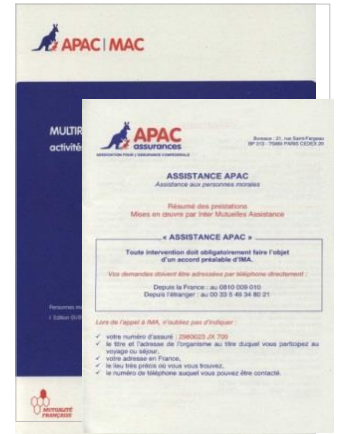 APAC | MAC
MULTIR
activité
Personnes mo
MUTUALITÉ
FRANÇAISE
APAC
assurances
ASSOCIATION POUR L'ASSURANCE CONFÉDÉRALE
Bureaux : 21, rue Saint-Fargeau
BP 313 - 75989 PARIS CEDEX 20
ASSISTANCE APAC
Assistance aux personnes morales
Résumé des prestations
Mises en œuvre par Inter Mutuelles Assistance
« ASSISTANCE APAC »
Toute intervention doit obligatoirement faire l'objet
d'un accord préalable d'IMA.
Vos demandes doivent être adressées par téléphone directement :
Depuis la France : au 0810 009 010
Depuis l'étranger : au 00 33 5 49 34 80 21
Lors de l'appel à IMA, n'oubliez pas d'indiquer :
✓ votre numéro d'assuré : 2980023 JX 709
✓ le titre et l'adresse de l'organisme au titre duquel vous participez au
voyage ou séjour,
✓ votre adresse en France,
✓ le lieu très précis où vous vous trouvez,
✓ le numéro de téléphone auquel vous pouvez être contacté.